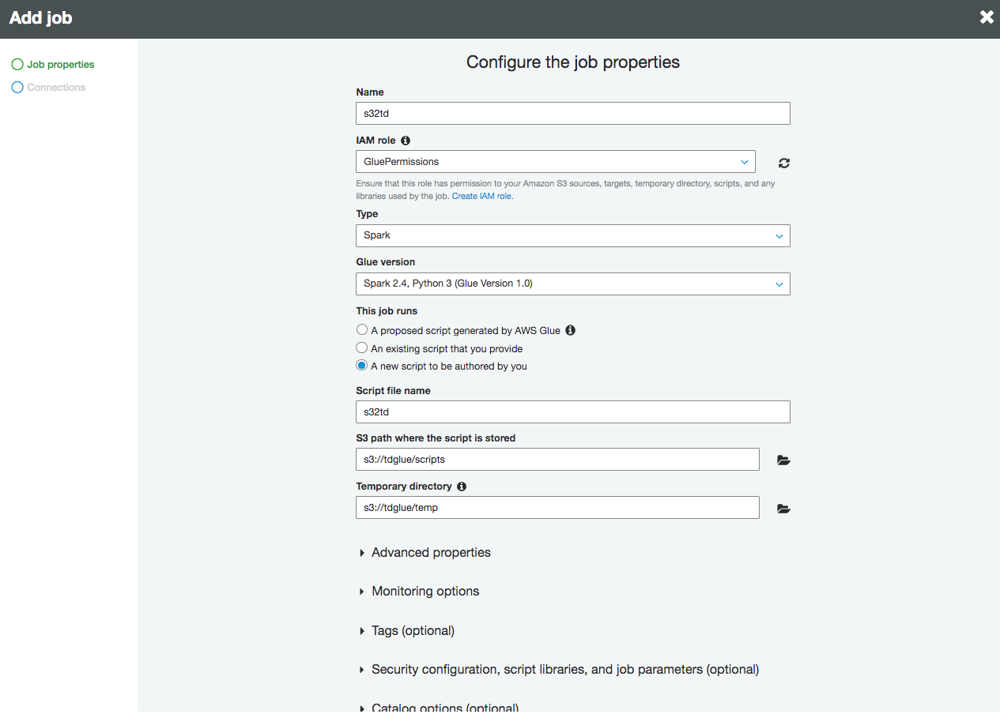 Add job
Job properties
Connections
Configure the job properties
Name
s32td
IAM role
GluePermissions
Ensure that this role has permission to your Amazon S3 sources, targets, temporary directory, scripts, and any
libraries used by the job. Create IAM role.
Type
Spark
Glue version
Spark 2.4, Python 3 (Glue Version 1.0)
This job runs
A proposed script generated by AWS Glue
An existing script that you provide
A new script to be authored by you
Script file name
s32td
S3 path where the script is stored
s3://tdglue/scripts
Temporary directory
s3://tdglue/temp
Advanced properties
Monitoring options
Tags (optional)
Security configuration, script libraries, and job parameters (optional)
Catalog options (optional)